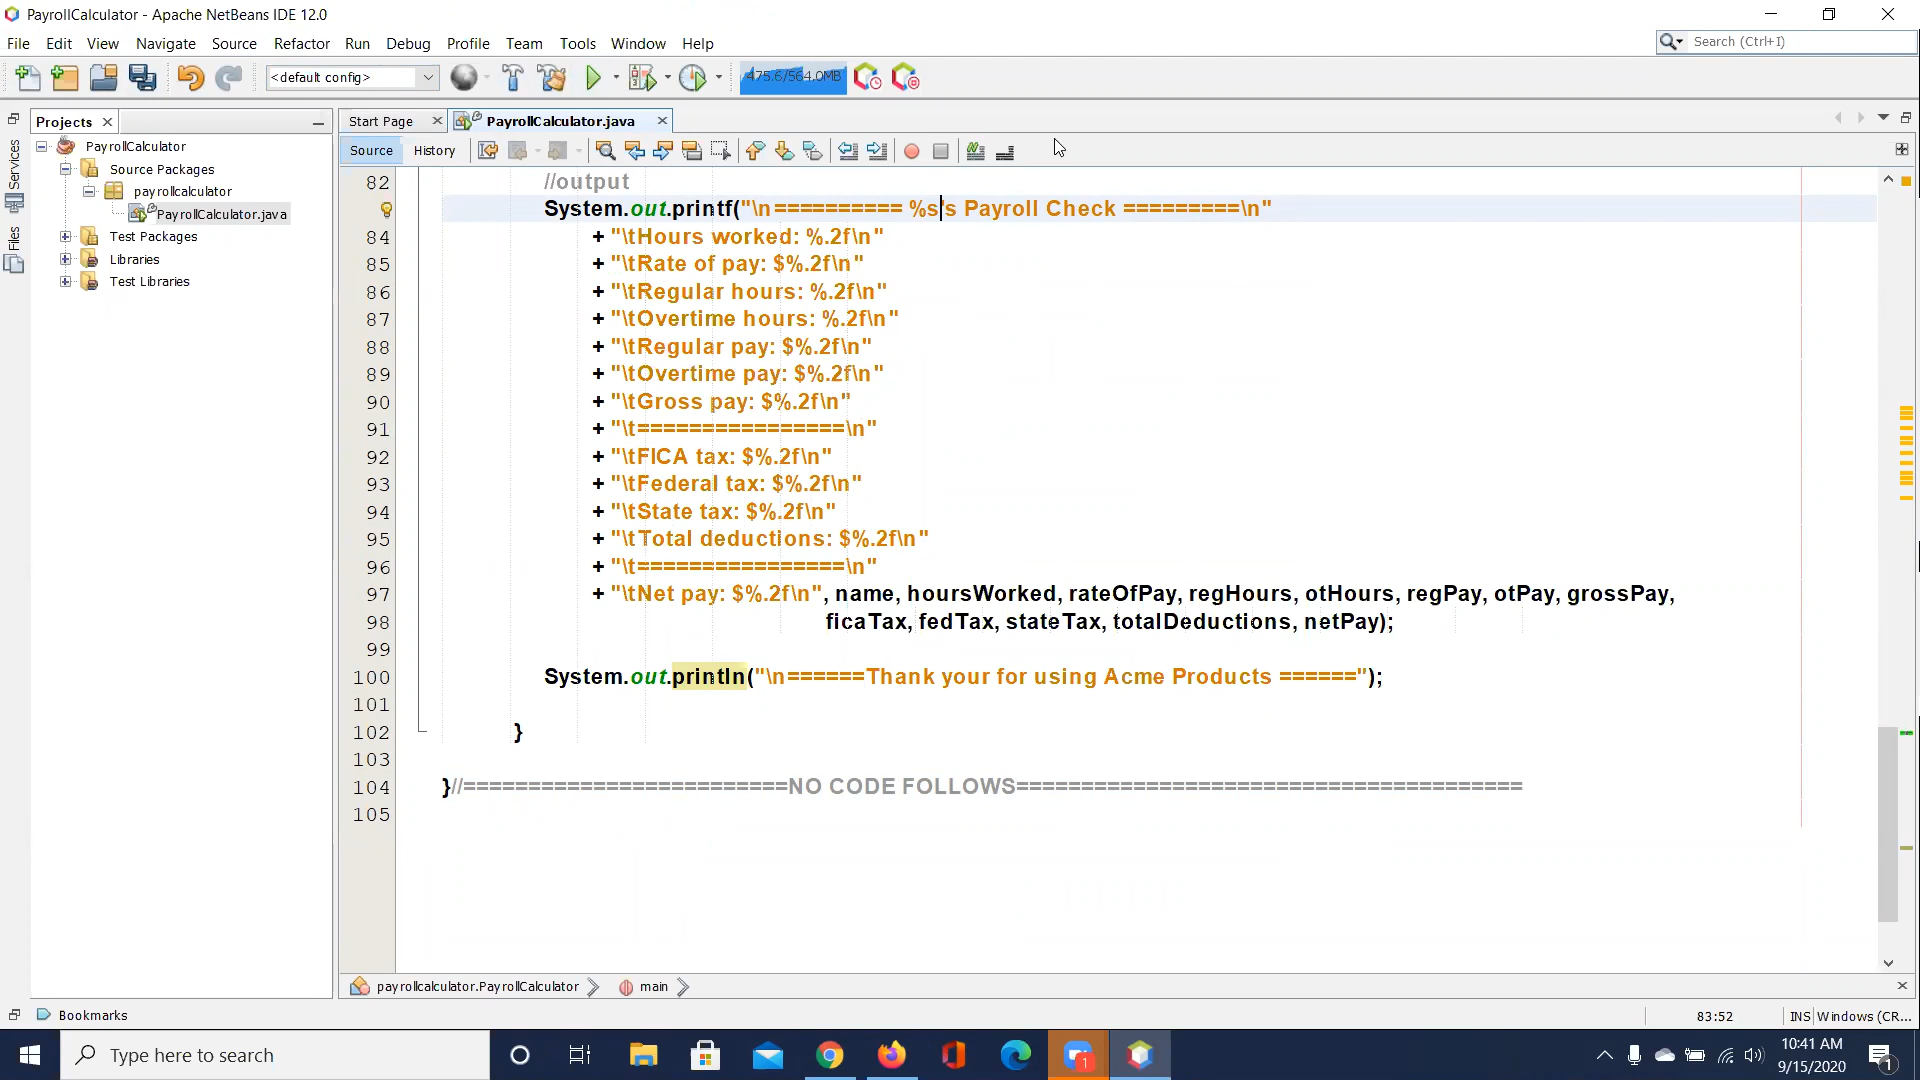 PayrollCalculator - Apache NetBeans IDE 12.0
File Edit View Navigate Source Refactor Run Debug Profile Team Tools Window Help
Search (Ctrl+I)
<default config>
475.6/564.0MB
Projects
Start Page
PayrollCalculator.java
Services
Files
PayrollCalculator
Source Packages
payrollcalculator
PayrollCalculator.java
Test Packages
Libraries
Test Libraries
Source History
82 //output
System.out.printf("\n========== %s's Payroll Check =========\n"
84 + "\tHours worked: %.2f\n"
85 + "\tRate of pay: $%.2f\n"
86 + "\tRegular hours: %.2f\n"
87 + "\tOvertime hours: %.2f\n"
88 + "\tRegular pay: $%.2f\n"
89 + "\tOvertime pay: $%.2f\n"
90 + "\tGross pay: $%.2f\n"
91 + "\t================\n"
92 + "\tFICA tax: $%.2f\n"
93 + "\tFederal tax: $%.2f\n"
94 + "\tState tax: $%.2f\n"
95 + "\tTotal deductions: $%.2f\n"
96 + "\t================\n"
97 + "\tNet pay: $%.2f\n", name, hoursWorked, rateOfPay, regHours, otHours, regPay, otPay, grossPay,
98 ficaTax, fedTax, stateTax, totalDeductions, netPay);
99
100 System.out.println("\n======Thank your for using Acme Products ======");
101
102 }
103
104 }//=========================NO CODE FOLLOWS=======================================
105
payrollcalculator.PayrollCalculator main
Bookmarks
83:52
INS Windows (CR...
Type here to search
1
10:41 AM
9/15/2020
1